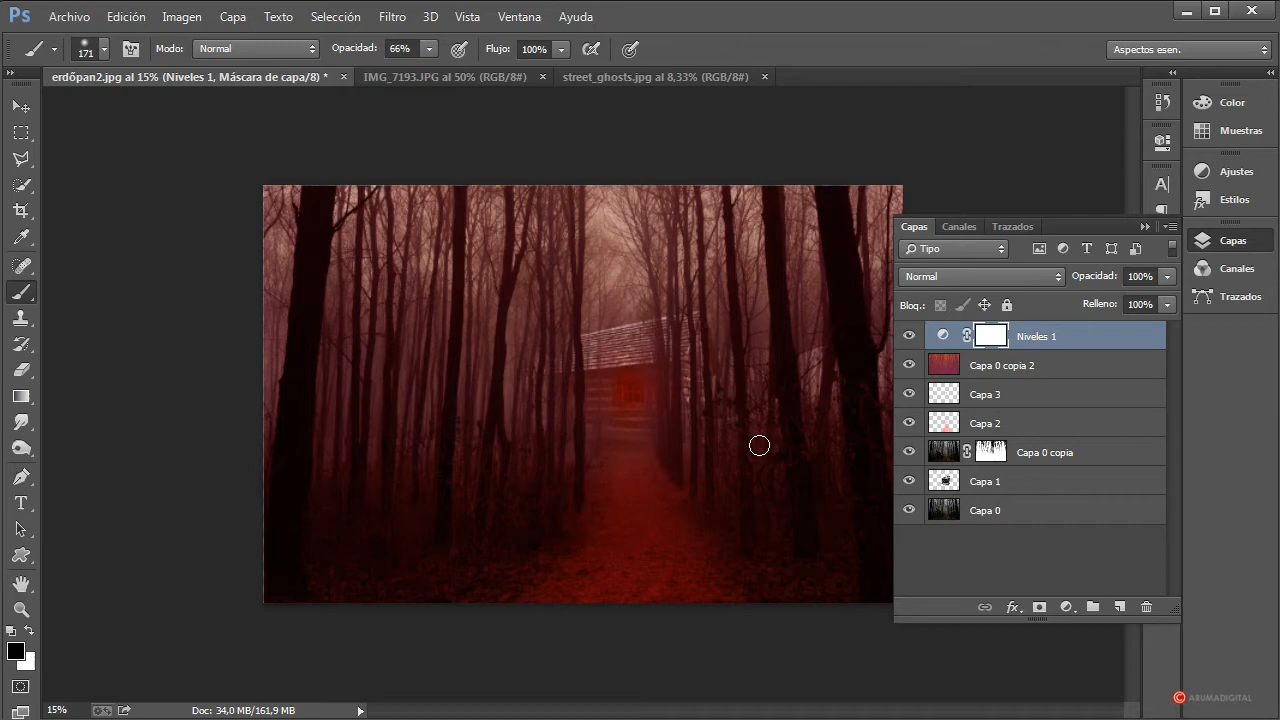 Ps Archivo Edición Imagen Capa Texto Selección Filtro 3D Vista Ventana Ayuda
171 Modo: Normal Opacidad: 66% Flujo: 100% Aspectos esen.
erdőpan2.jpg al 15% (Niveles 1, Máscara de capa/8) * IMG_7193.JPG al 50% (RGB/8#) street_ghosts.jpg al 8,33% (RGB/8#)
Color
Muestras
Ajustes
Estilos
Capas
Canales
Trazados
Capas Canales Trazados
Tipo
Normal Opacidad: 100%
Bloq.: Relleno: 100%
Niveles 1
Capa 0 copia 2
Capa 3
Capa 2
Capa 0 copia
Capa 1
Capa 0
fx
15% Doc: 34,0 MB/161,9 MB
© ARUMADIGITAL